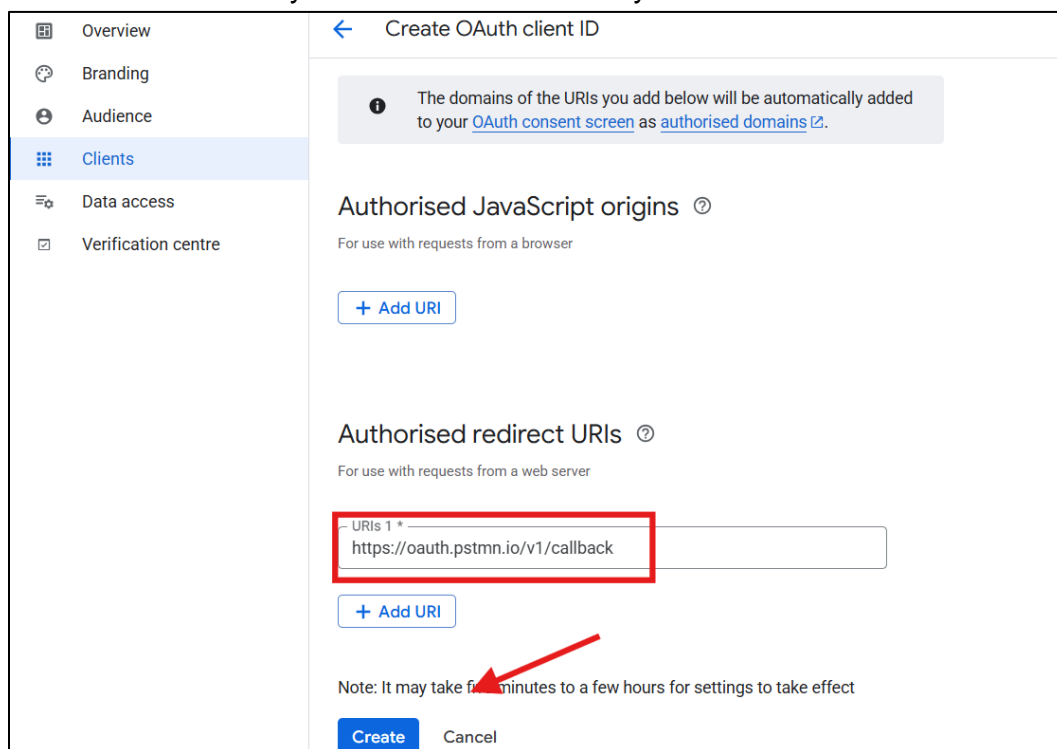 Overview
Branding
Audience
Clients
Data access
Verification centre
Create OAuth client ID
The domains of the URIs you add below will be automatically added
to your OAuth consent screen as authorised domains.
Authorised JavaScript origins
For use with requests from a browser
+ Add URI
Authorised redirect URIs
For use with requests from a web server
URIs 1 *
https://oauth.pstmn.io/v1/callback
+ Add URI
Note: It may take minutes to a few hours for settings to take effect
Create Cancel